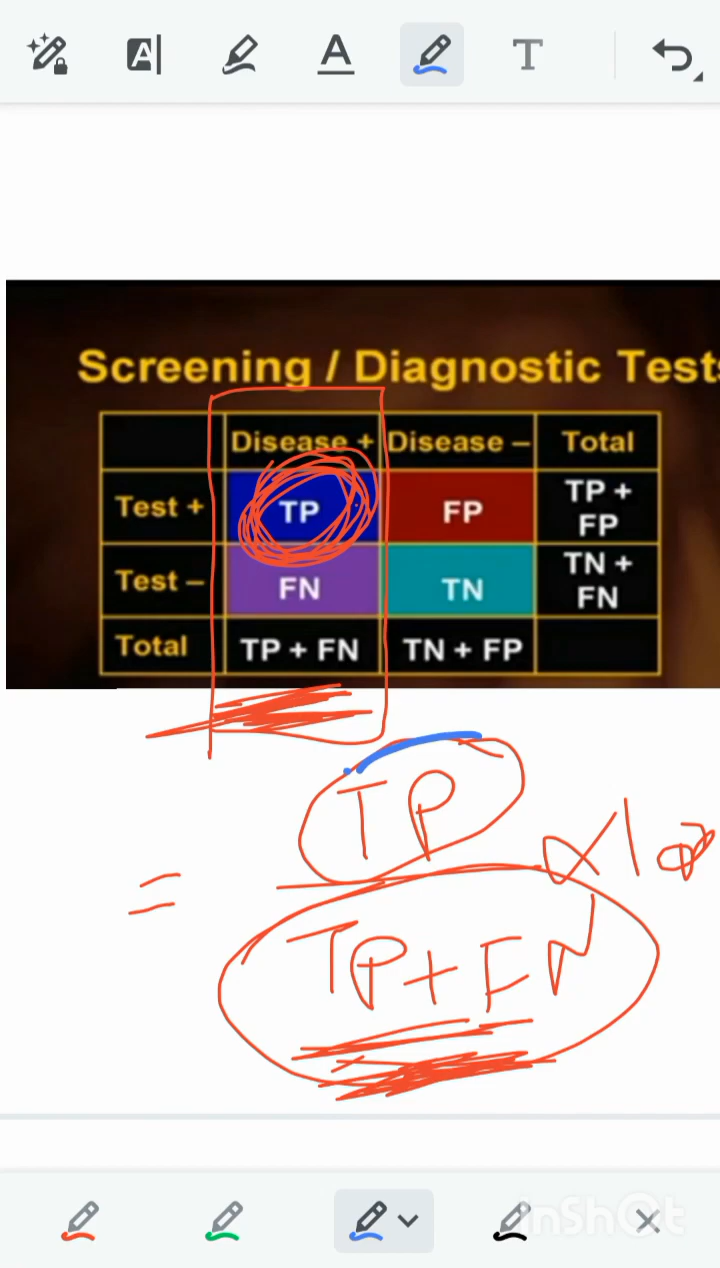 T
Screening / Diagnostic Tests
Disease + Disease – Total
Test + TP FP TP + FP
Test – FN TN TN + FN
Total TP + FN TN + FP
= TP
TP + FN
InShOt